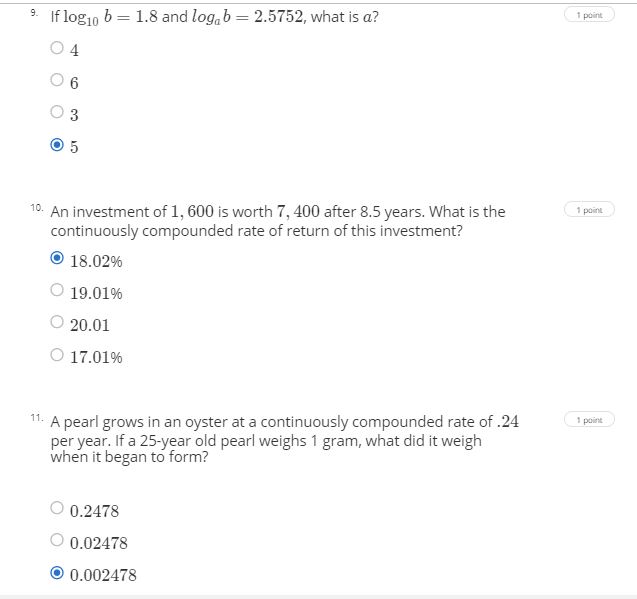 9. If log₁₀ b = 1.8 and logₐb = 2.5752, what is a? 1 point
4
6
3
5
10. An investment of 1, 600 is worth 7, 400 after 8.5 years. What is the 1 point
continuously compounded rate of return of this investment?
18.02%
19.01%
20.01
17.01%
11. A pearl grows in an oyster at a continuously compounded rate of .24 1 point
per year. If a 25-year old pearl weighs 1 gram, what did it weigh
when it began to form?
0.2478
0.02478
0.002478